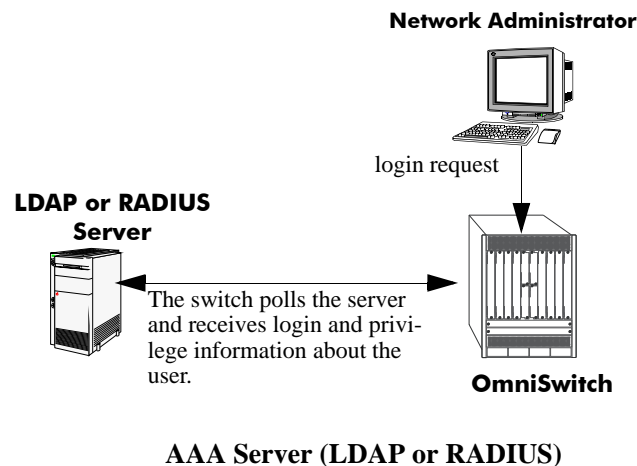 Network Administrator
login request
LDAP or RADIUS
Server
The switch polls the server
and receives login and privi-
lege information about the
user.
OmniSwitch
AAA Server (LDAP or RADIUS)